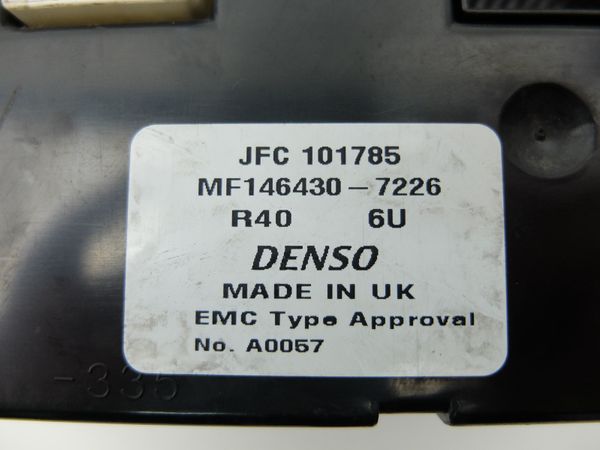 JFC 101785
MF146430-7226
R40 6U
DENSO
MADE IN UK
EMC Type Approval
No. A0057
-335